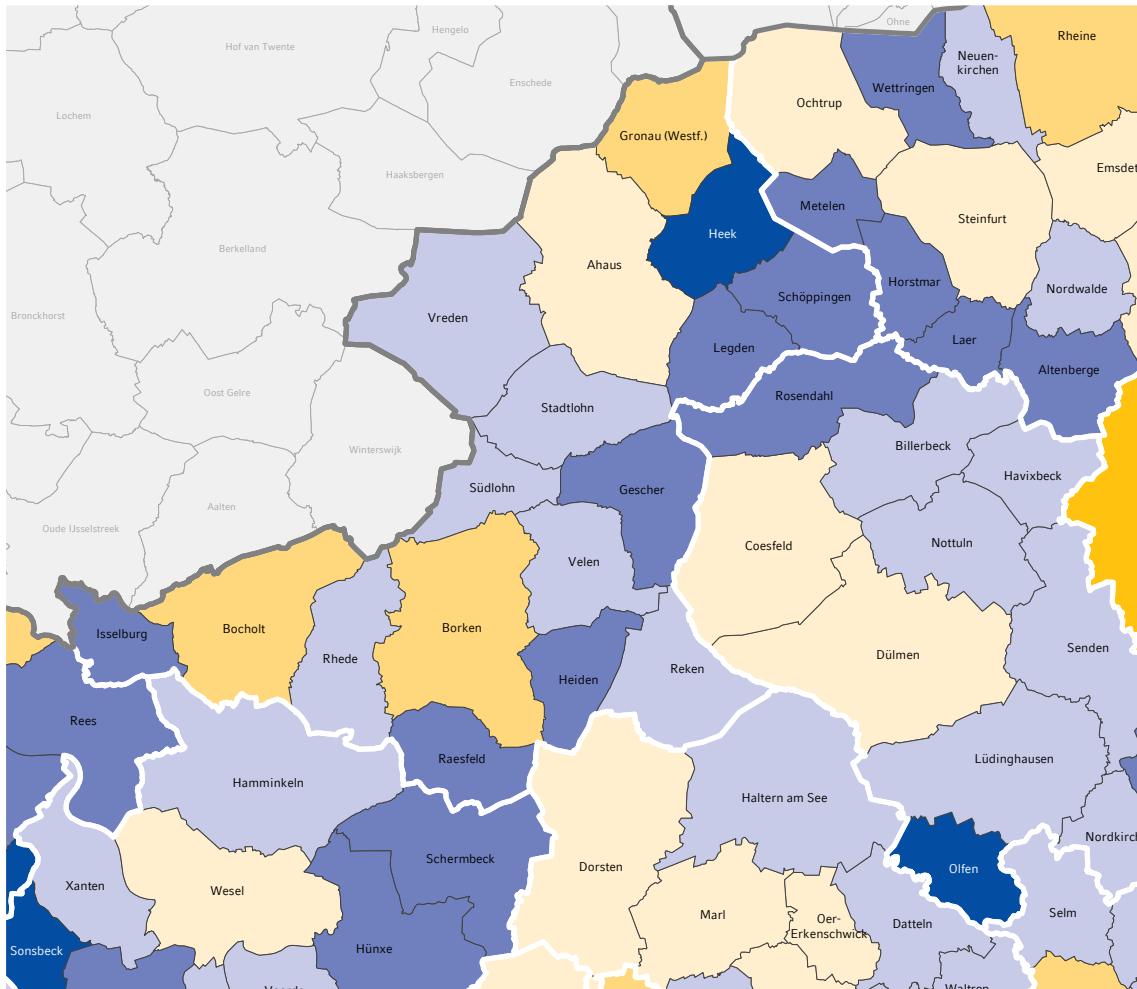 Ohne
Hengelo
Rheine
Hof van Twente
Neuen-
kirchen
Enschede
Wettringen
Ochtrup
Lochem
Gronau (Westf.)
Emsdet
Haaksbergen
Metelen
Steinfurt
Heek
Berkelland
Ahaus
Horstmar
Nordwalde
Schöppingen
Bronckhorst
Vreden
Laer
Legden
Altenberge
Oost Gelre
Rosendahl
Stadtlohn
Billerbeck
Winterswijk
Havixbeck
Südlohn
Gescher
Aalten
Oude IJsselstreek
Nottuln
Coesfeld
Velen
Isselburg
Bocholt
Borken
Senden
Dülmen
Rhede
Reken
Heiden
Rees
Raesfeld
Lüdinghausen
Hamminkeln
Haltern am See
Nordkirch
Schermbeck
Dorsten
Olfen
Xanten
Wesel
Selm
Marl
Oer-
Erkenschwick
Datteln
Sonsbeck
Hünxe
Voerde
Waltrop